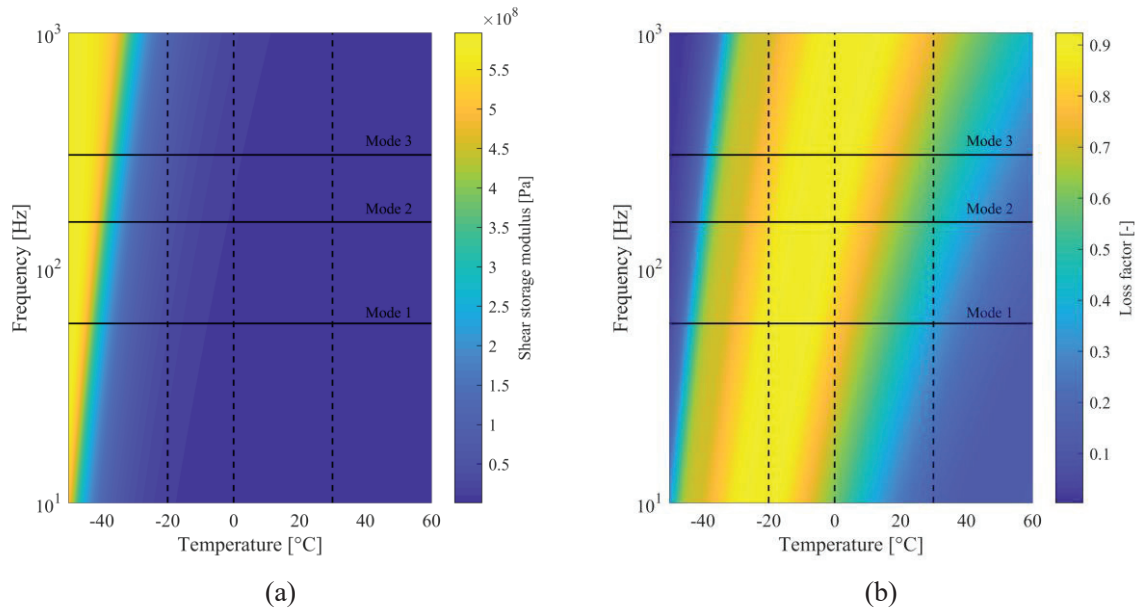 ×10⁸
10³
10²
10¹
Frequency [Hz]
Mode 3
Mode 2
Mode 1
-40 -20 0 20 40 60
Temperature [°C]
5.5
5
4.5
4
3.5
3
2.5
2
1.5
1
0.5
Shear storage modulus [Pa]
(a)
10³
10²
10¹
Frequency [Hz]
Mode 3
Mode 2
Mode 1
-40 -20 0 20 40 60
Temperature [°C]
0.9
0.8
0.7
0.6
0.5
0.4
0.3
0.2
0.1
Loss factor [-]
(b)